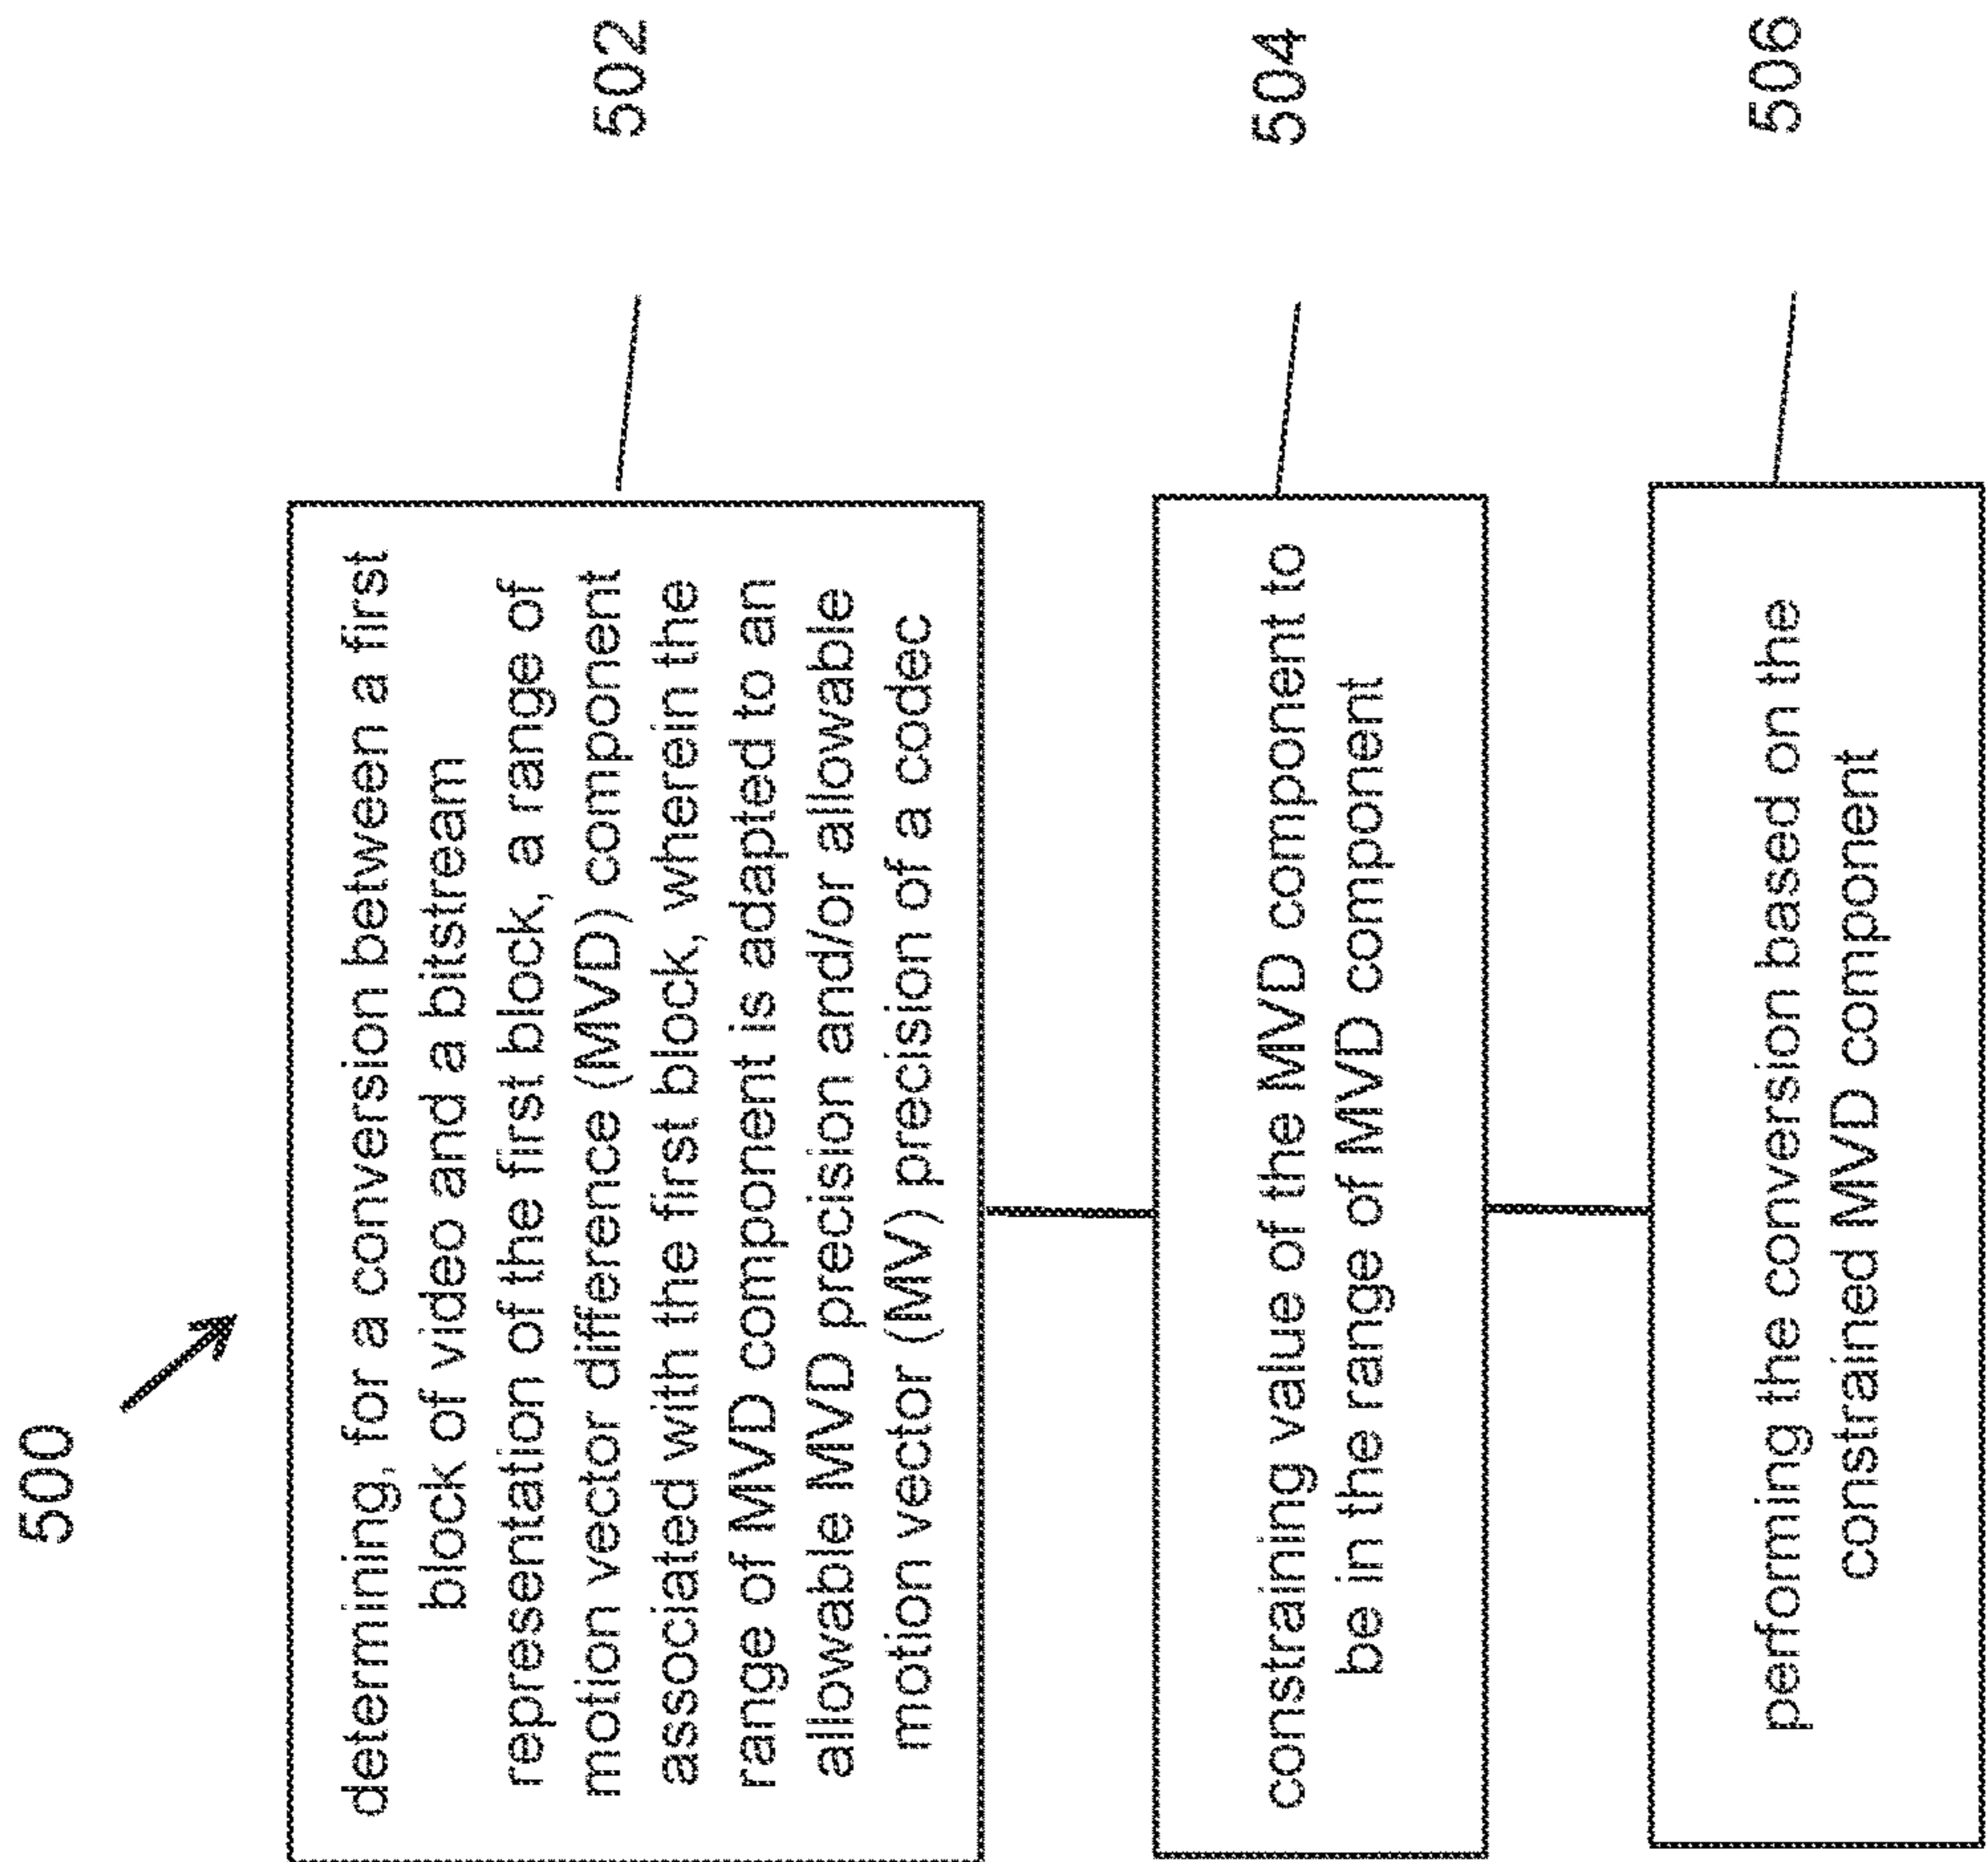 500
determining, for a conversion between a first
block of video and a bitstream
representation of the first block, a range of
motion vector difference (MVD) component
associated with the first block, wherein the
range of MVD component is adapted to an
allowable MVD precision and/or allowable
motion vector (MV) precision of a codec
502
constraining value of the MVD component to
be in the range of MVD component
504
performing the conversion based on the
constrained MVD component
506